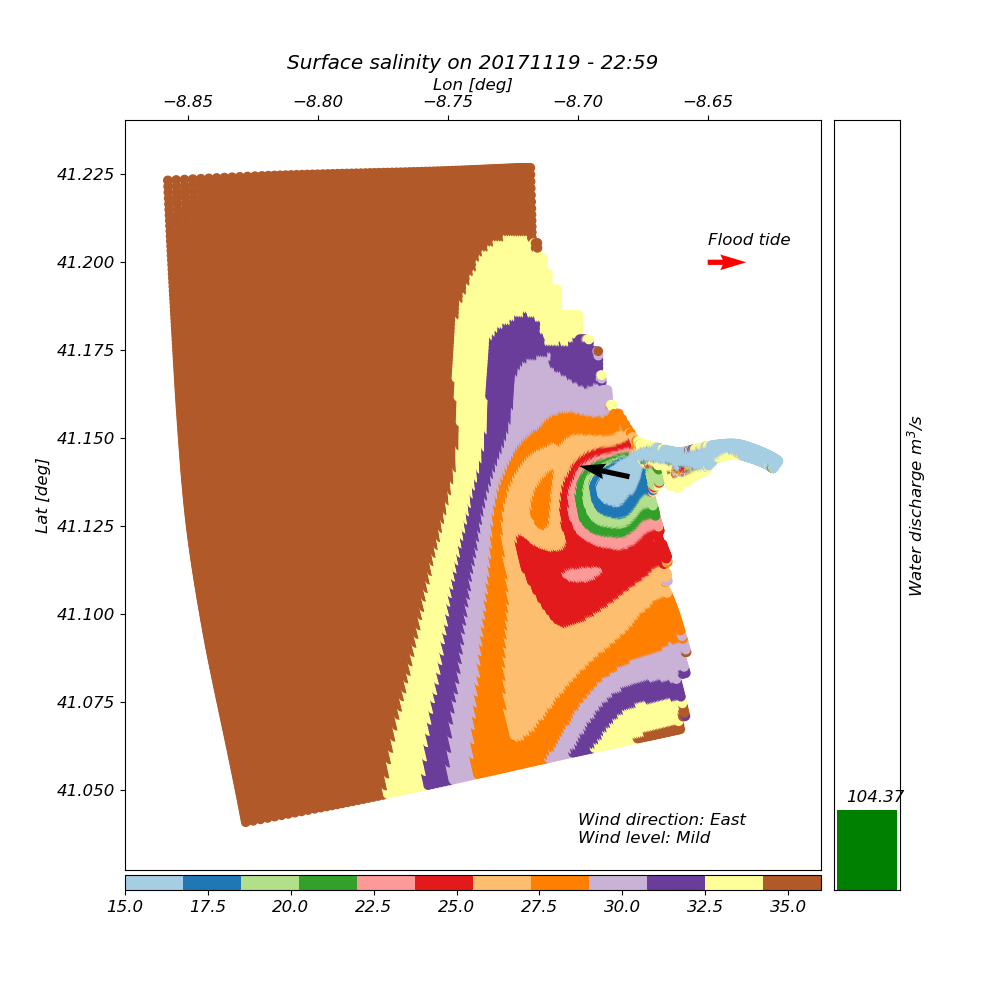 Surface salinity on 20171119 - 22:59
Lon [deg]
−8.85 −8.80 −8.75 −8.70 −8.65
41.225
41.200
41.175
41.150
41.125
41.100
41.075
41.050
Lat [deg]
Flood tide
Wind direction: East
Wind level: Mild
Water discharge m³/s
104.37
15.0 17.5 20.0 22.5 25.0 27.5 30.0 32.5 35.0